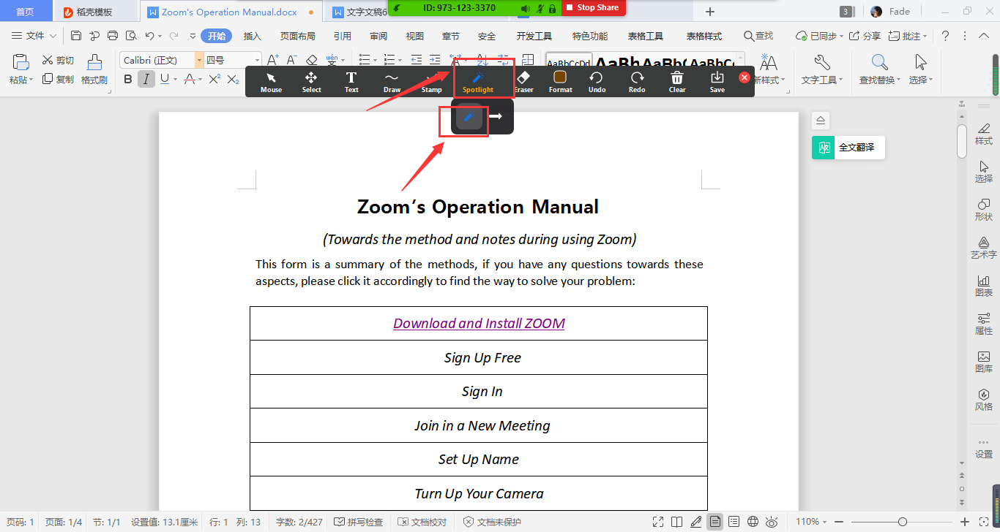 首页
稻壳模板
Zoom's Operation Manual.docx
文字文稿6
ID: 973-123-3370
Stop Share
3
Fade
文件
开始
插入
页面布局
引用
审阅
视图
章节
安全
开发工具
特色功能
表格工具
表格样式
查找
已同步
分享
批注
粘贴
剪切
复制
格式刷
Calibri (正文)
四号
B I U A X² X₂
AaBbCcDd
新样式
文字工具
查找替换
选择
Mouse
Select
Text
Draw
Stamp
Spotlight
Eraser
Format
Undo
Redo
Clear
Save
全文翻译
Zoom's Operation Manual
(Towards the method and notes during using Zoom)
This form is a summary of the methods, if you have any questions towards these
aspects, please click it accordingly to find the way to solve your problem:
Download and Install ZOOM
Sign Up Free
Sign In
Join in a New Meeting
Set Up Name
Turn Up Your Camera
样式
选择
形状
艺术字
图表
属性
图库
风格
设置
页码: 1
页面: 1/4
节: 1/1
设置值: 13.1厘米
行: 1
列: 13
字数: 2/427
拼写检查
文档校对
文档未保护
110%